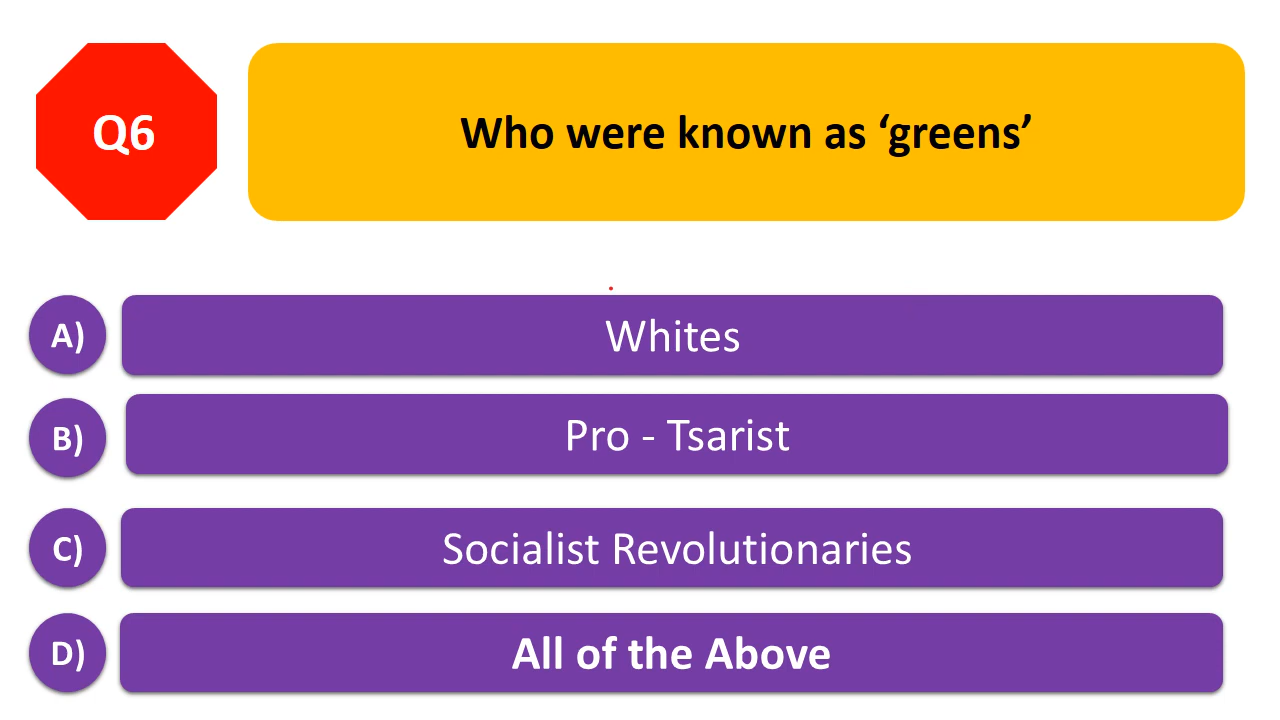 Q6
Who were known as ‘greens’
A)
Whites
B)
Pro - Tsarist
C)
Socialist Revolutionaries
D)
All of the Above